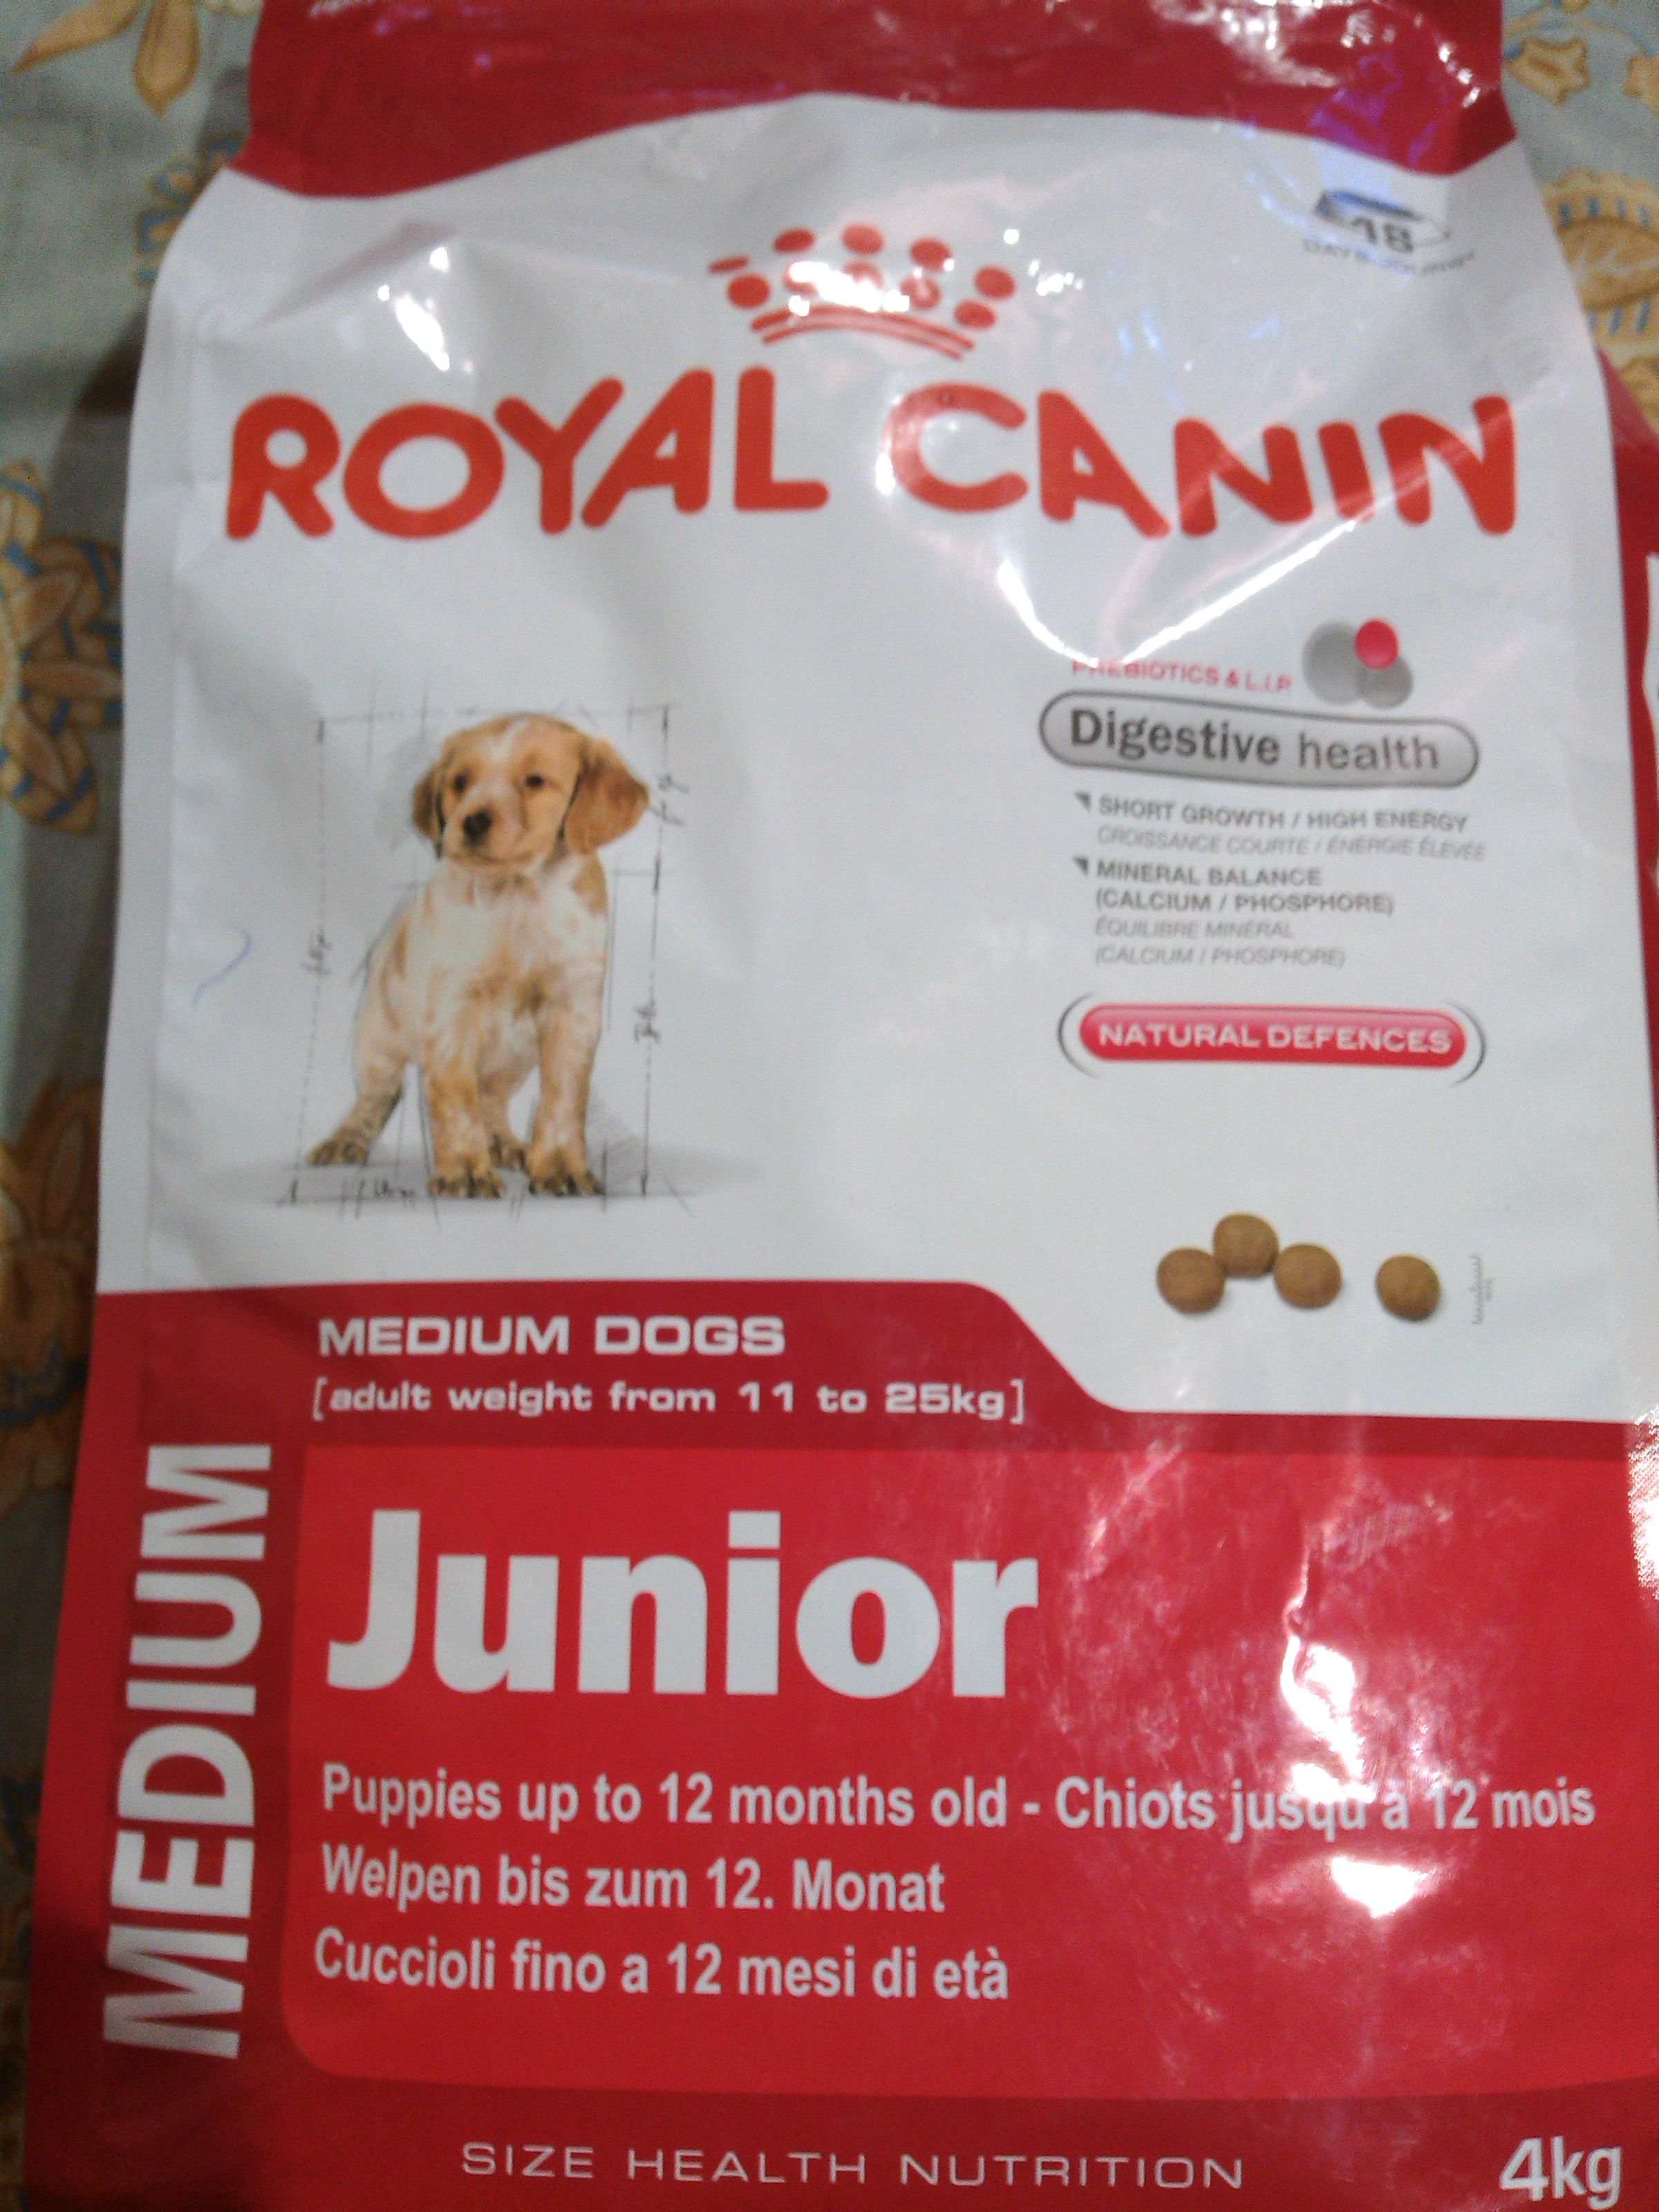 48
ROYAL CANIN
PREBIOTICS & L.I.P.
Digestive health
SHORT GROWTH / HIGH ENERGY
CROISSANCE COURTE / ÉNERGIE ÉLEVÉE
MINERAL BALANCE
(CALCIUM / PHOSPHORE)
ÉQUILIBRE MINÉRAL
(CALCIUM / PHOSPHORE)
NATURAL DEFENCES
MEDIUM DOGS
[adult weight from 11 to 25kg]
MEDIUM
Junior
Puppies up to 12 months old - Chiots jusqu'à 12 mois
Welpen bis zum 12. Monat
Cuccioli fino a 12 mesi di età
SIZE HEALTH NUTRITION
4kg